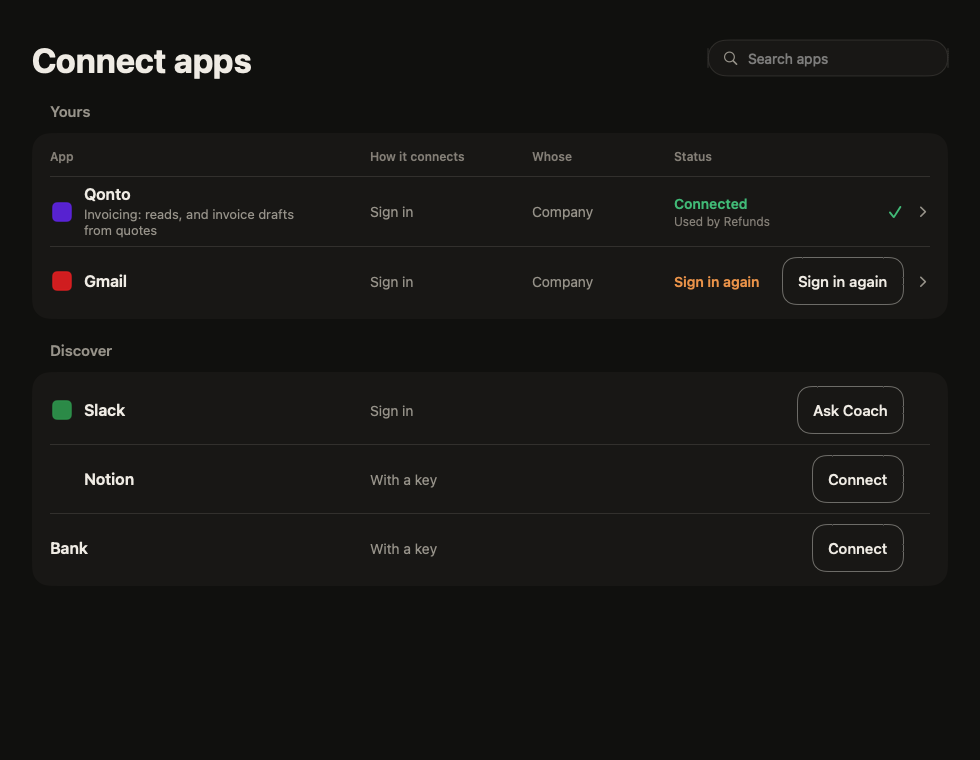 Connect apps
Search apps
Yours
App How it connects Whose Status
Qonto
Invoicing: reads, and invoice drafts
from quotes
Sign in
Company
Connected
Used by Refunds
Gmail
Sign in
Company
Sign in again
Sign in again
Discover
Slack
Sign in
Ask Coach
Notion
With a key
Connect
Bank
With a key
Connect